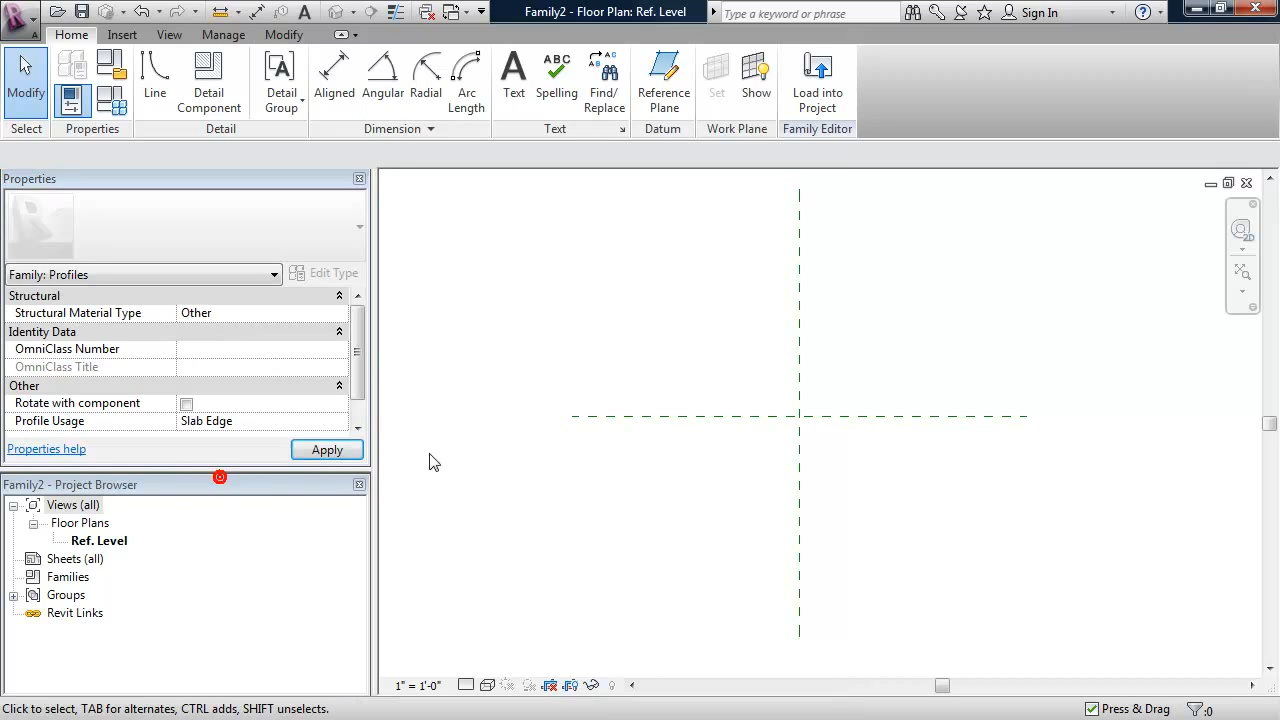 Family2 - Floor Plan: Ref. Level
Type a keyword or phrase
Sign In
Home Insert View Manage Modify
Modify
Line
Detail Component
Detail Group
Aligned
Angular
Radial
Arc Length
Text
Spelling
Find/ Replace
Reference Plane
Set
Show
Load into Project
Select Properties Detail Dimension Text Datum Work Plane Family Editor
Properties
Family: Profiles Edit Type
Structural
Structural Material Type Other
Identity Data
OmniClass Number
OmniClass Title
Other
Rotate with component
Profile Usage Slab Edge
Properties help Apply
Family2 - Project Browser
Views (all)
Floor Plans
Ref. Level
Sheets (all)
Families
Groups
Revit Links
2D
1" = 1'-0"
Click to select, TAB for alternates, CTRL adds, SHIFT unselects.
Press & Drag
:0